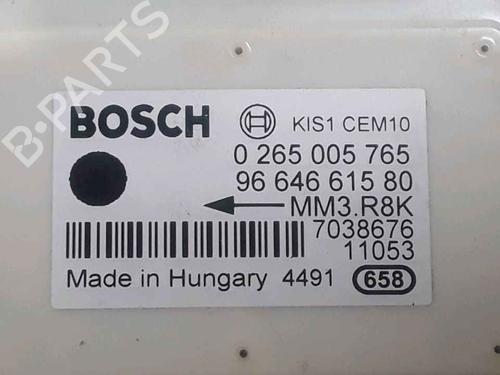 B-PARTS
BOSCH KIS1 CEM10
0 265 005 765
96 646 615 80
MM3.R8K
7038676
11053
Made in Hungary 4491 658